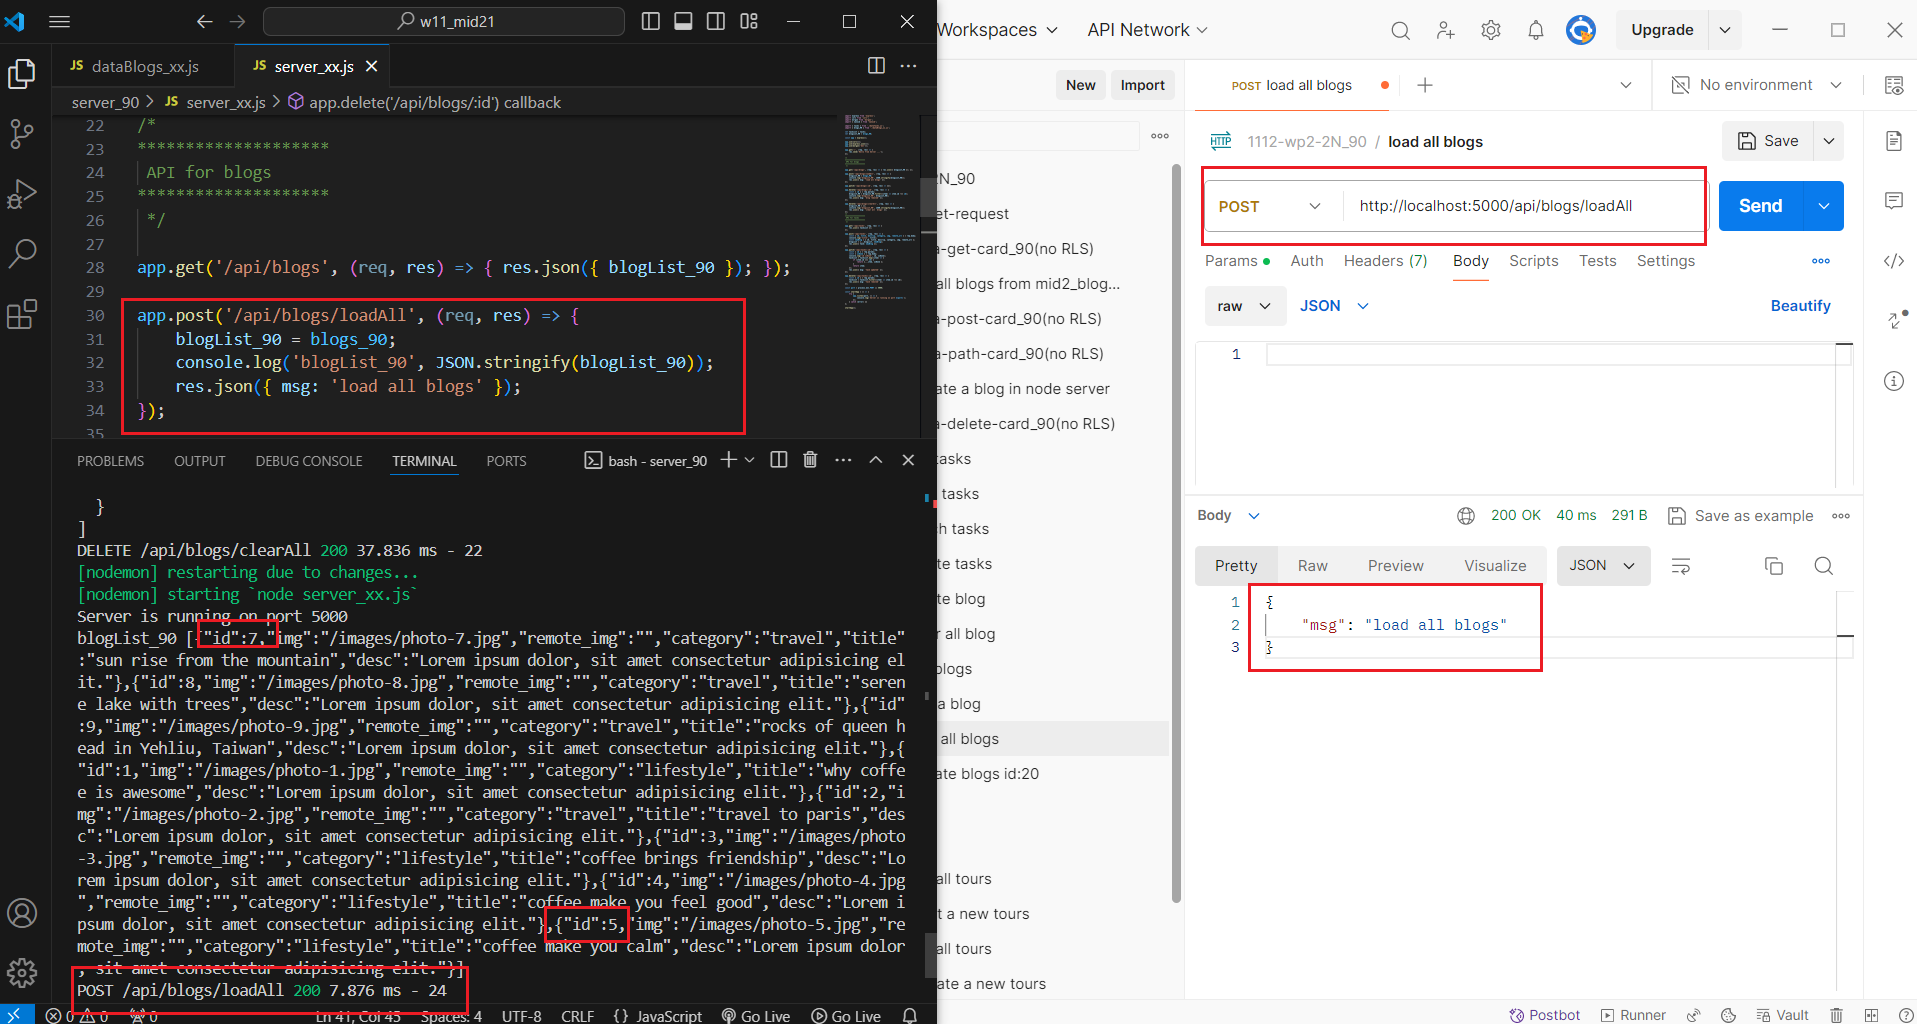 w11_mid21
JS dataBlogs_xx.js
JS server_xx.js
server_90 > JS server_xx.js > app.delete('/api/blogs/:id') callback
22 /*
23 ********************
24 API for blogs
25 ********************
26 */
27
28 app.get('/api/blogs', (req, res) => { res.json({ blogList_90 }); });
29
30 app.post('/api/blogs/loadAll', (req, res) => {
31 blogList_90 = blogs_90;
32 console.log('blogList_90', JSON.stringify(blogList_90));
33 res.json({ msg: 'load all blogs' });
34 });
35
PROBLEMS OUTPUT DEBUG CONSOLE TERMINAL PORTS bash - server_90
}
]
DELETE /api/blogs/clearAll 200 37.836 ms - 22
[nodemon] restarting due to changes...
[nodemon] starting `node server_xx.js`
Server is running on port 5000
blogList_90 [{"id":7,"img":"/images/photo-7.jpg","remote_img":"","category":"travel","title"
:"sun rise from the mountain","desc":"Lorem ipsum dolor, sit amet consectetur adipisicing el
it."},{"id":8,"img":"/images/photo-8.jpg","remote_img":"","category":"travel","title":"seren
e lake with trees","desc":"Lorem ipsum dolor, sit amet consectetur adipisicing elit."},{"id"
:9,"img":"/images/photo-9.jpg","remote_img":"","category":"travel","title":"rocks of queen h
ead in Yehliu, Taiwan","desc":"Lorem ipsum dolor, sit amet consectetur adipisicing elit."},{
"id":1,"img":"/images/photo-1.jpg","remote_img":"","category":"lifestyle","title":"why coffe
e is awesome","desc":"Lorem ipsum dolor, sit amet consectetur adipisicing elit."},{"id":2,"i
mg":"/images/photo-2.jpg","remote_img":"","category":"travel","title":"travel to paris","des
c":"Lorem ipsum dolor, sit amet consectetur adipisicing elit."},{"id":3,"img":"/images/photo
-3.jpg","remote_img":"","category":"lifestyle","title":"coffee brings friendship","desc":"Lo
rem ipsum dolor, sit amet consectetur adipisicing elit."},{"id":4,"img":"/images/photo-4.jpg
","remote_img":"","category":"lifestyle","title":"coffee make you feel good","desc":"Lorem i
psum dolor, sit amet consectetur adipisicing elit."},{"id":5,"img":"/images/photo-5.jpg","re
mote_img":"","category":"lifestyle","title":"coffee make you calm","desc":"Lorem ipsum dolor
, sit amet consectetur adipisicing elit."}]
POST /api/blogs/loadAll 200 7.876 ms - 24
0 0 0 Ln 41, Col 45 Spaces: 4 UTF-8 CRLF {} JavaScript Go Live Go Live
Workspaces API Network Upgrade
New Import
POST load all blogs
No environment
HTTP 1112-wp2-2N_90 / load all blogs
Save
POST http://localhost:5000/api/blogs/loadAll Send
Params Auth Headers (7) Body Scripts Tests Settings
raw JSON Beautify
1
2N_90
et-request
a-get-card_90(no RLS)
all blogs from mid2_blog...
a-post-card_90(no RLS)
a-path-card_90(no RLS)
ate a blog in node server
a-delete-card_90(no RLS)
tasks
tasks
ch tasks
te tasks
te blog
r all blog
blogs
a blog
all blogs
ate blogs id:20
all tours
t a new tours
all tours
ate a new tours
Body 200 OK 40 ms 291 B Save as example
Pretty Raw Preview Visualize JSON
1 {
2 "msg": "load all blogs"
3 }
Postbot Runner Vault